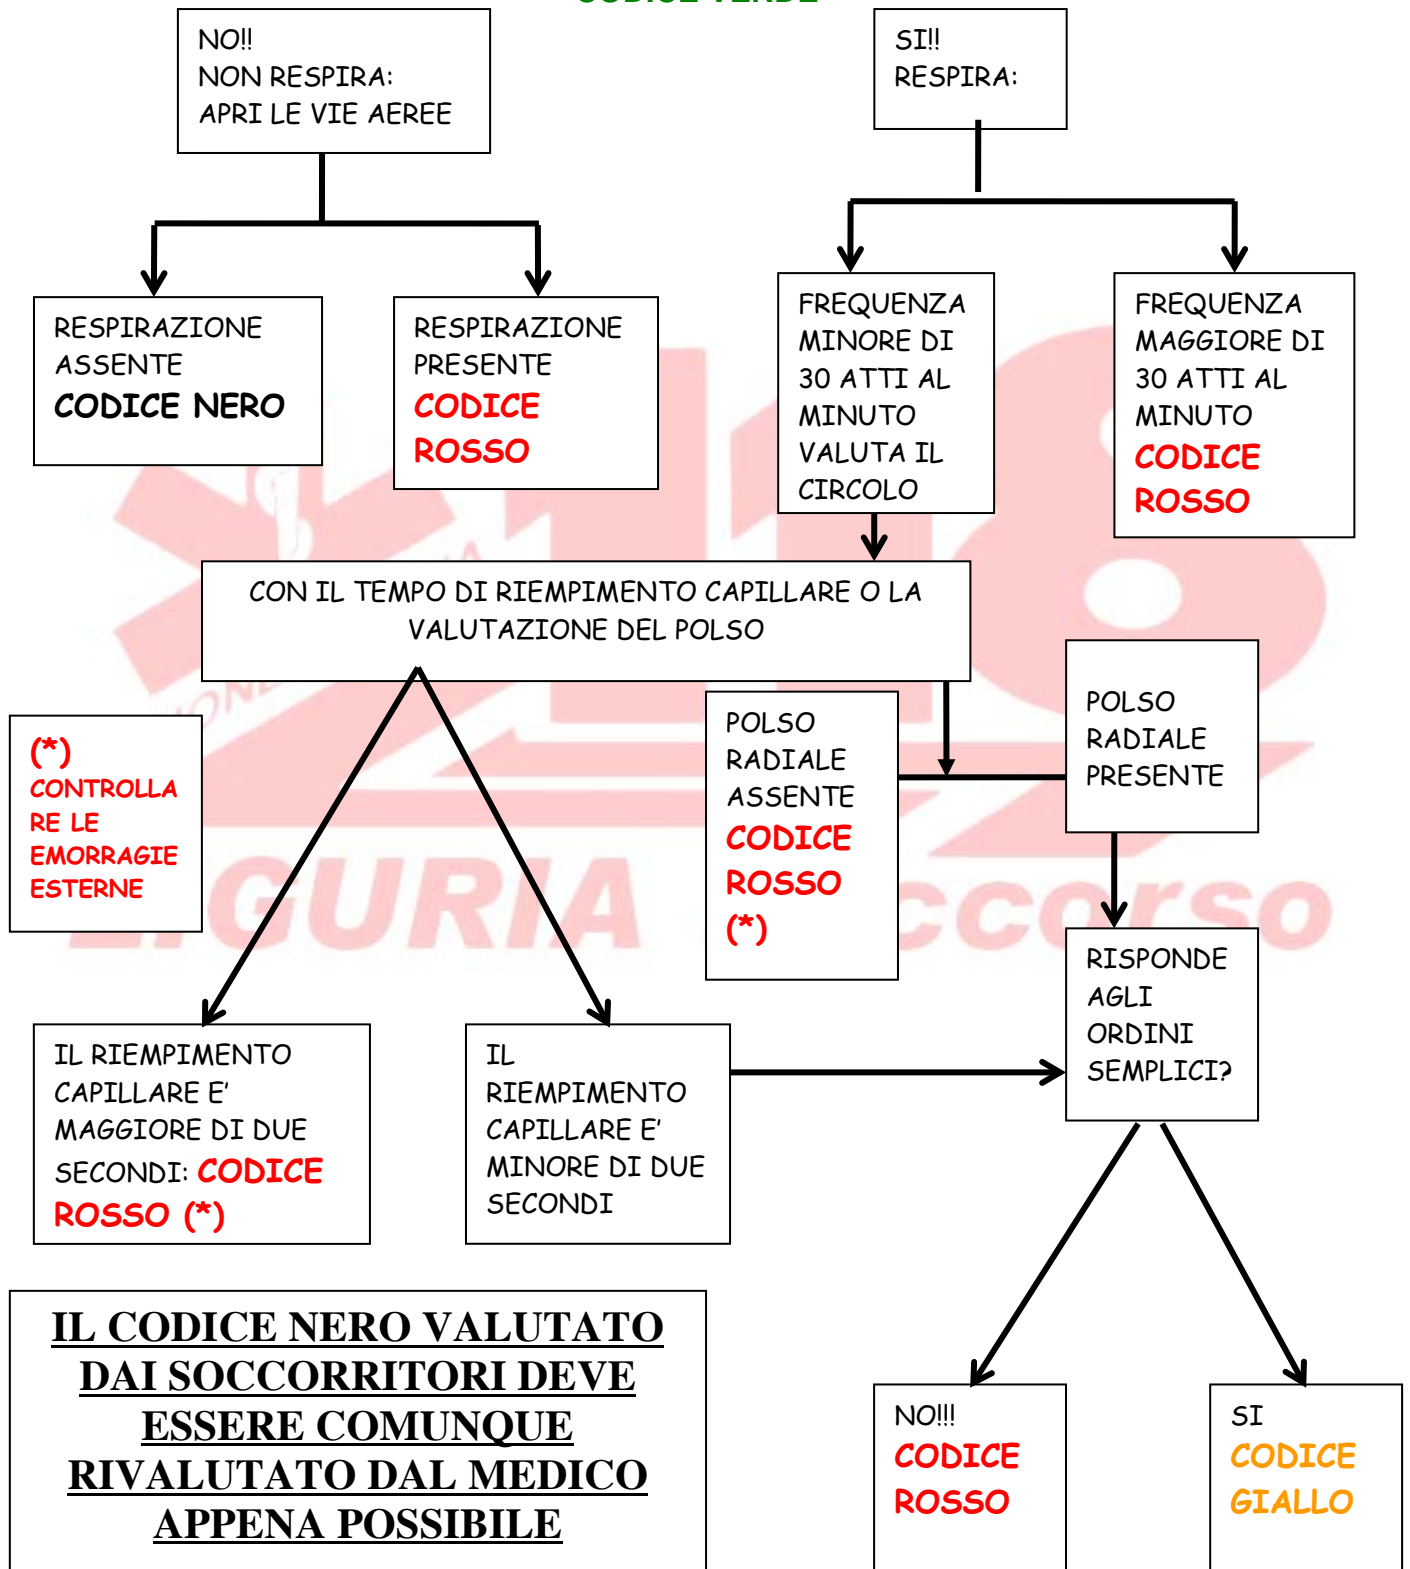 CODICE VERDE
NO!!
NON RESPIRA:
APRI LE VIE AEREE
SI!!
RESPIRA:
RESPIRAZIONE
ASSENTE
CODICE NERO
RESPIRAZIONE
PRESENTE
CODICE
ROSSO
FREQUENZA
MINORE DI
30 ATTI AL
MINUTO
VALUTA IL
CIRCOLO
FREQUENZA
MAGGIORE DI
30 ATTI AL
MINUTO
CODICE
ROSSO
118
CON IL TEMPO DI RIEMPIMENTO CAPILLARE O LA
VALUTAZIONE DEL POLSO
(*)
CONTROLLA
RE LE
EMORRAGIE
ESTERNE
POLSO
RADIALE
ASSENTE
CODICE
ROSSO
(*)
POLSO
RADIALE
PRESENTE
LIGURIA
RISPONDE
AGLI
ORDINI
SEMPLICI?
IL RIEMPIMENTO
CAPILLARE E'
MAGGIORE DI DUE
SECONDI: CODICE
ROSSO (*)
IL
RIEMPIMENTO
CAPILLARE E'
MINORE DI DUE
SECONDI
IL CODICE NERO VALUTATO
DAI SOCCORRITORI DEVE
ESSERE COMUNQUE
RIVALUTATO DAL MEDICO
APPENA POSSIBILE
NO!!!
CODICE
ROSSO
SI
CODICE
GIALLO